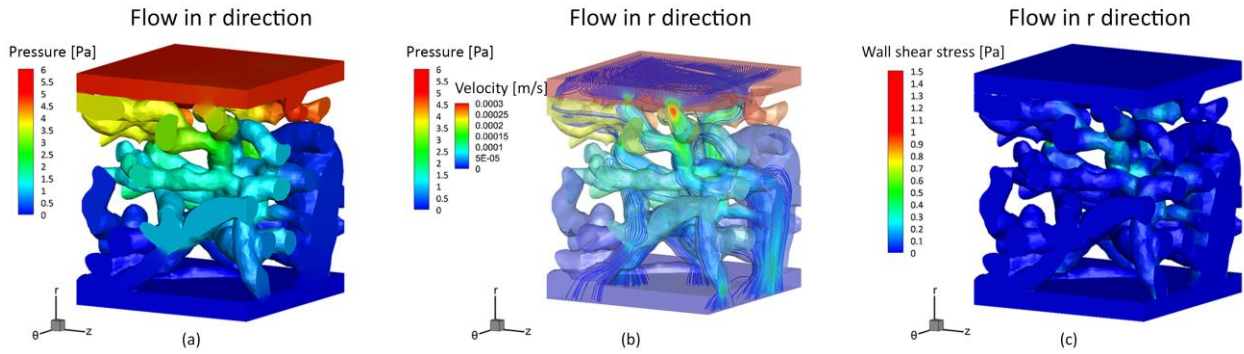 Flow in r direction
Pressure [Pa]
6
5.5
5
4.5
4
3.5
3
2.5
2
1.5
1
0.5
0
r
θ
z
(a)
Flow in r direction
Pressure [Pa]
6
5.5
5
4.5
4
3.5
3
2.5
2
1.5
1
0.5
0
Velocity [m/s]
0.0003
0.00025
0.0002
0.00015
0.0001
5E-05
0
r
θ
z
(b)
Flow in r direction
Wall shear stress [Pa]
1.5
1.4
1.3
1.2
1.1
1
0.9
0.8
0.7
0.6
0.5
0.4
0.3
0.2
0.1
0
r
θ
z
(c)